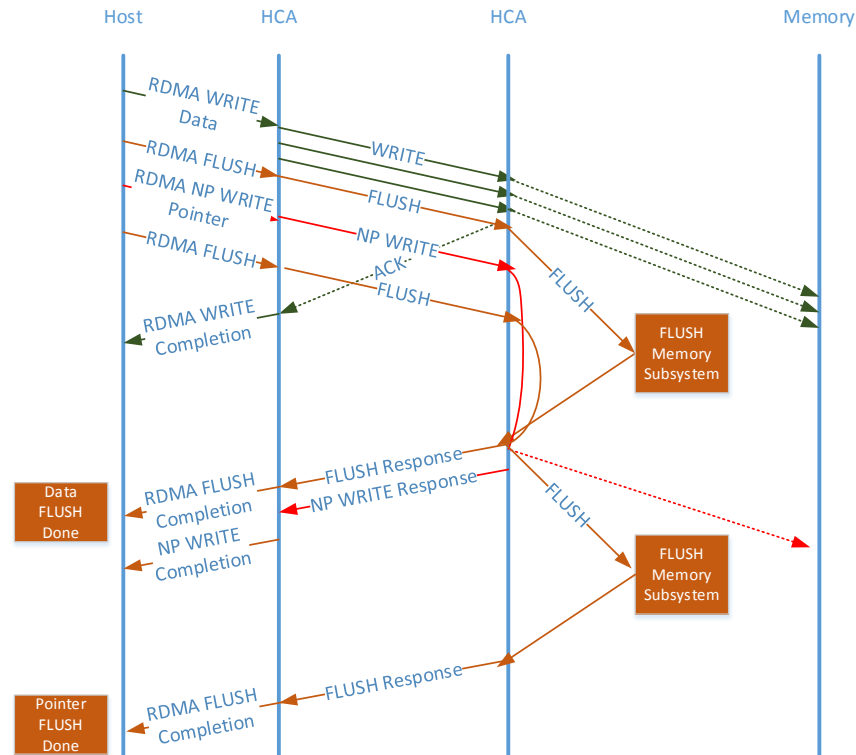 Host
HCA
HCA
Memory
RDMA WRITE
Data
WRITE
RDMA FLUSH
FLUSH
RDMA NP WRITE
Pointer
NP WRITE
RDMA FLUSH
ACK
FLUSH
FLUSH
RDMA WRITE
Completion
FLUSH
Memory
Subsystem
FLUSH Response
RDMA FLUSH
Completion
NP WRITE Response
Data
FLUSH
Done
FLUSH
NP WRITE
Completion
FLUSH
Memory
Subsystem
FLUSH Response
RDMA FLUSH
Completion
Pointer
FLUSH
Done